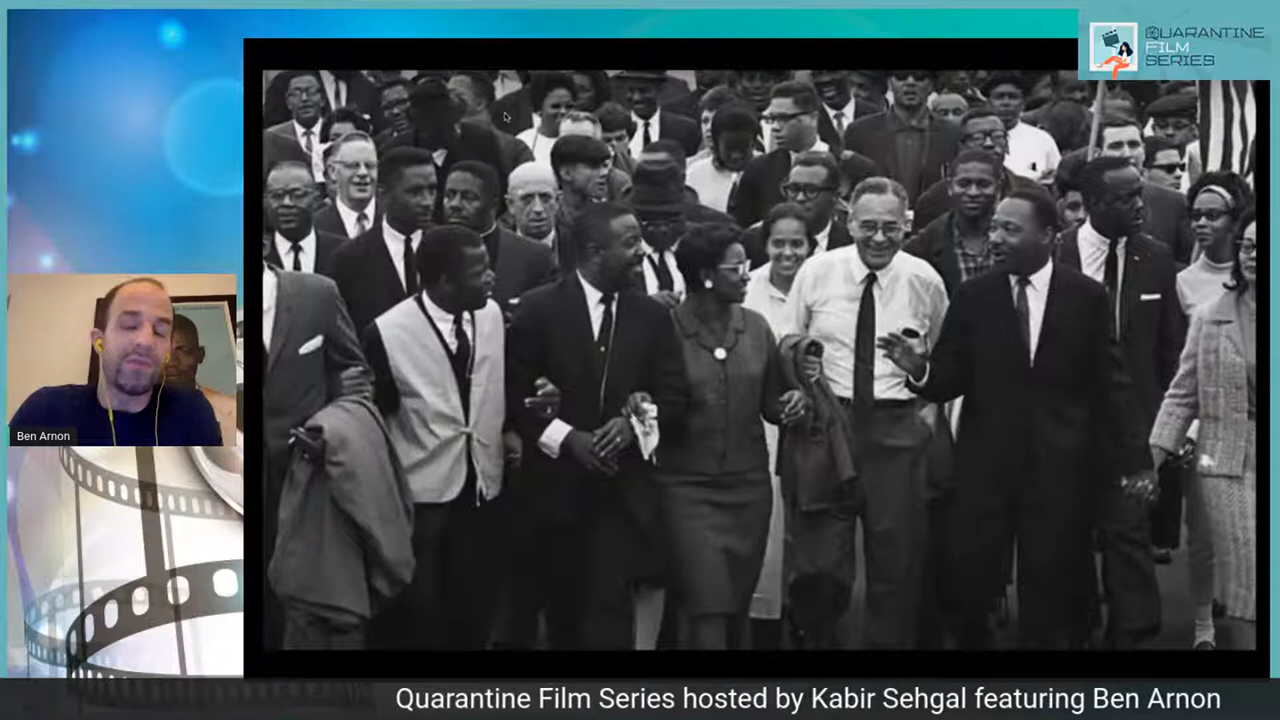 QUARANTINE
FILM
SERIES
Ben Arnon
Quarantine Film Series hosted by Kabir Sehgal featuring Ben Arnon